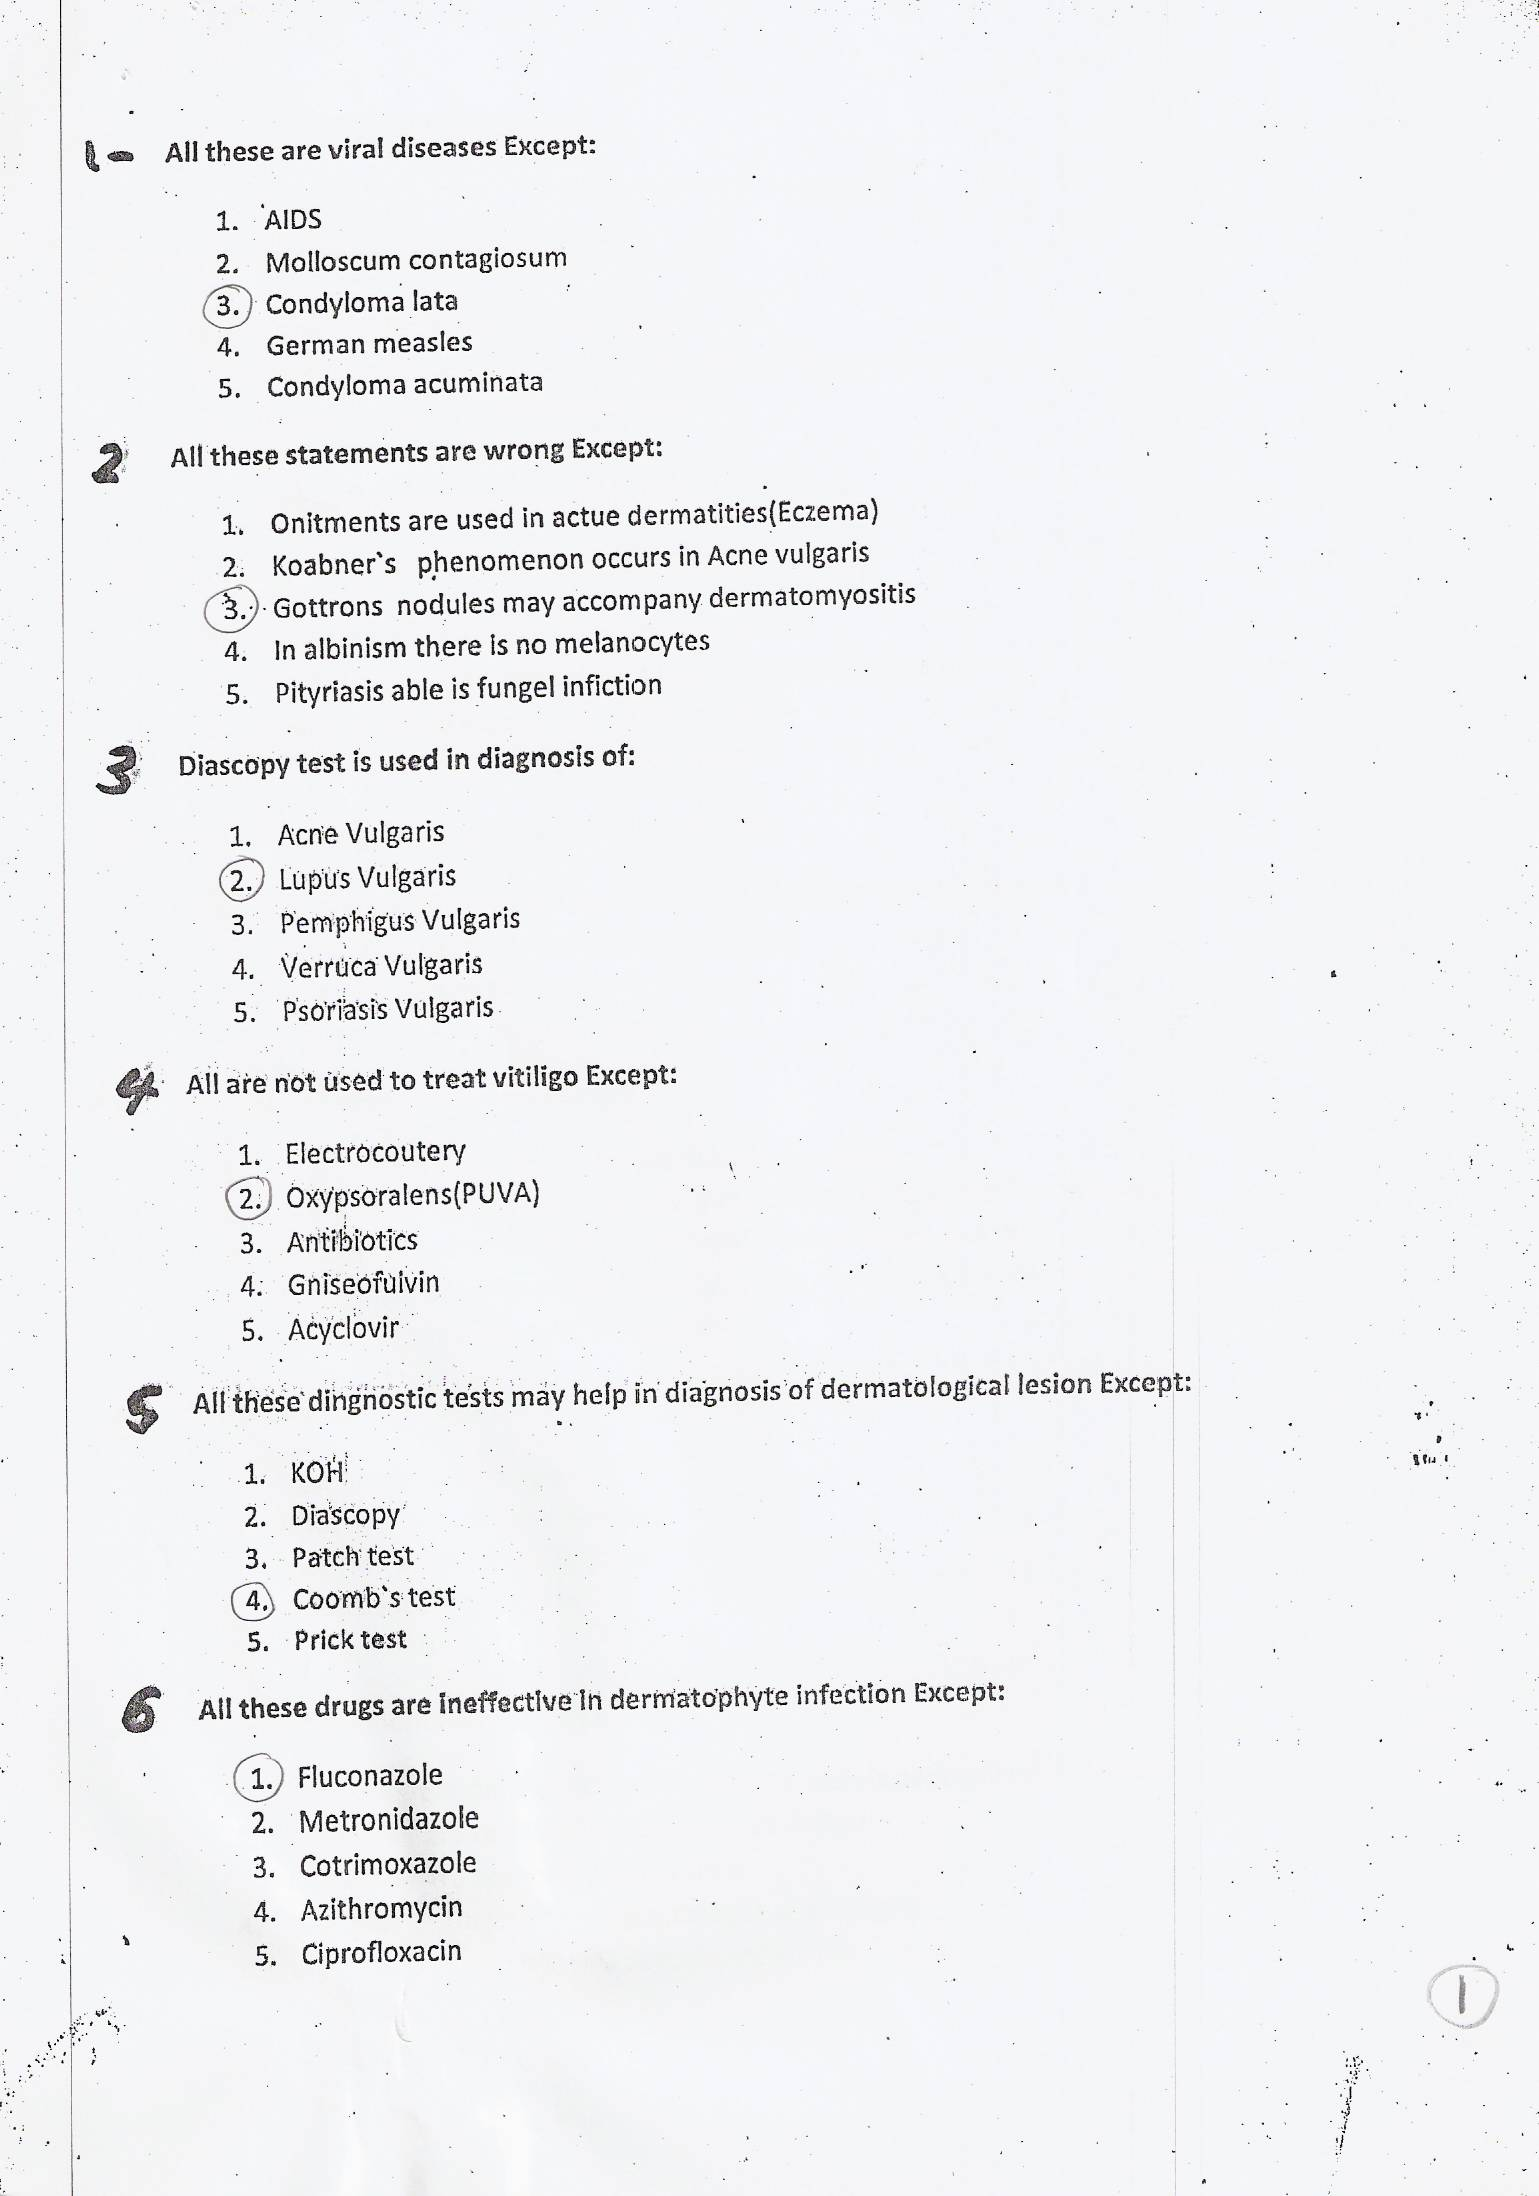 1- All these are viral diseases Except:
1. AIDS
2. Molloscum contagiosum
3. Condyloma lata
4. German measles
5. Condyloma acuminata
2 All these statements are wrong Except:
1. Onitments are used in actue dermatities(Eczema)
2. Koabner`s phenomenon occurs in Acne vulgaris
3. Gottrons nodules may accompany dermatomyositis
4. In albinism there is no melanocytes
5. Pityriasis able is fungel infiction
3 Diascopy test is used in diagnosis of:
1. Acne Vulgaris
2. Lupus Vulgaris
3. Pemphigus Vulgaris
4. Verruca Vulgaris
5. Psoriasis Vulgaris
4 All are not used to treat vitiligo Except:
1. Electrocoutery
2. Oxypsoralens(PUVA)
3. Antibiotics
4. Gniseofulvin
5. Acyclovir
5 All these dingnostic tests may help in diagnosis of dermatological lesion Except:
1. KOH
2. Diascopy
3. Patch test
4. Coomb`s test
5. Prick test
6 All these drugs are ineffective in dermatophyte infection Except:
1. Fluconazole
2. Metronidazole
3. Cotrimoxazole
4. Azithromycin
5. Ciprofloxacin
1